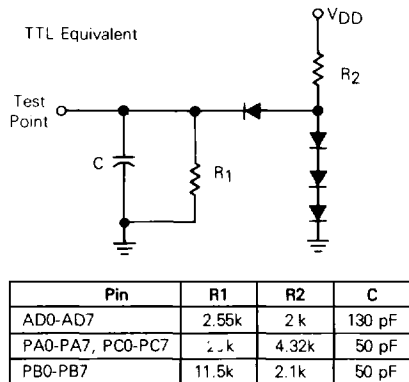 TTL Equivalent
VDD
R2
Test
Point
C
R1
Pin R1 R2 C
AD0-AD7 2.55k 2 k 130 pF
PA0-PA7, PC0-PC7 4.32k 50 pF
PB0-PB7 11.5k 2.1k 50 pF